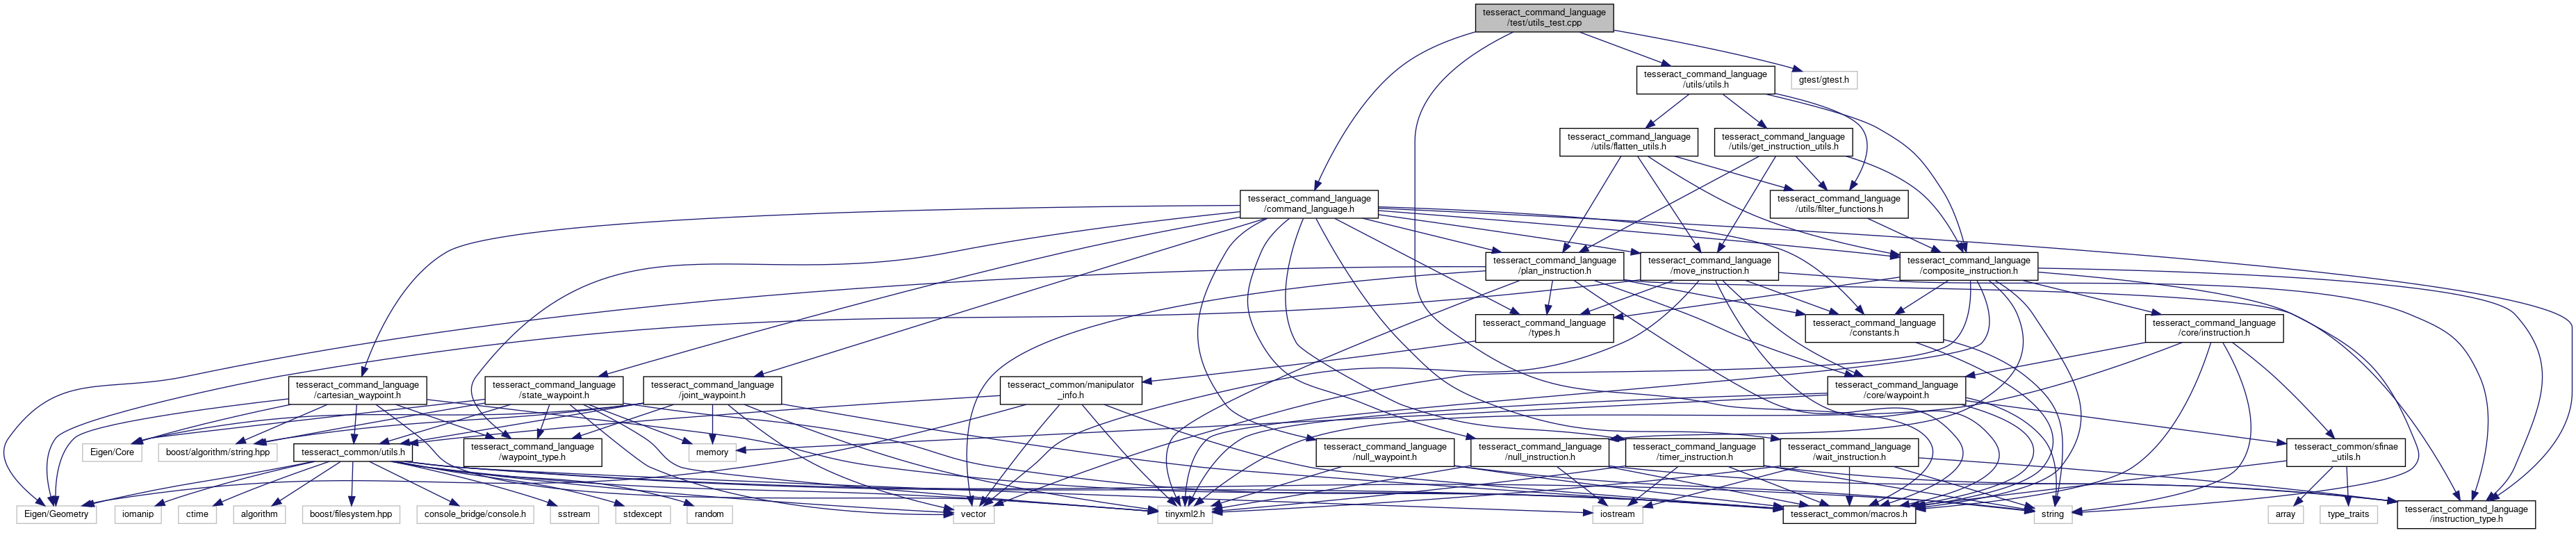 tesseract_command_language
/test/utils_test.cpp
tesseract_command_language
/utils/utils.h
gtest/gtest.h
tesseract_command_language
/utils/flatten_utils.h
tesseract_command_language
/utils/get_instruction_utils.h
tesseract_command_language
/command_language.h
tesseract_command_language
/utils/filter_functions.h
tesseract_command_language
/plan_instruction.h
tesseract_command_language
/move_instruction.h
tesseract_command_language
/composite_instruction.h
tesseract_command_language
/types.h
tesseract_command_language
/constants.h
tesseract_command_language
/core/instruction.h
tesseract_command_language
/cartesian_waypoint.h
tesseract_command_language
/state_waypoint.h
tesseract_command_language
/joint_waypoint.h
tesseract_common/manipulator
_info.h
tesseract_command_language
/core/waypoint.h
Eigen/Core
boost/algorithm/string.hpp
tesseract_common/utils.h
tesseract_command_language
/waypoint_type.h
memory
tesseract_command_language
/null_waypoint.h
tesseract_command_language
/null_instruction.h
tesseract_command_language
/timer_instruction.h
tesseract_command_language
/wait_instruction.h
tesseract_common/sfinae
_utils.h
Eigen/Geometry
iomanip
ctime
algorithm
boost/filesystem.hpp
console_bridge/console.h
sstream
stdexcept
random
vector
tinyxml2.h
iostream
tesseract_common/macros.h
string
array
type_traits
tesseract_command_language
/instruction_type.h